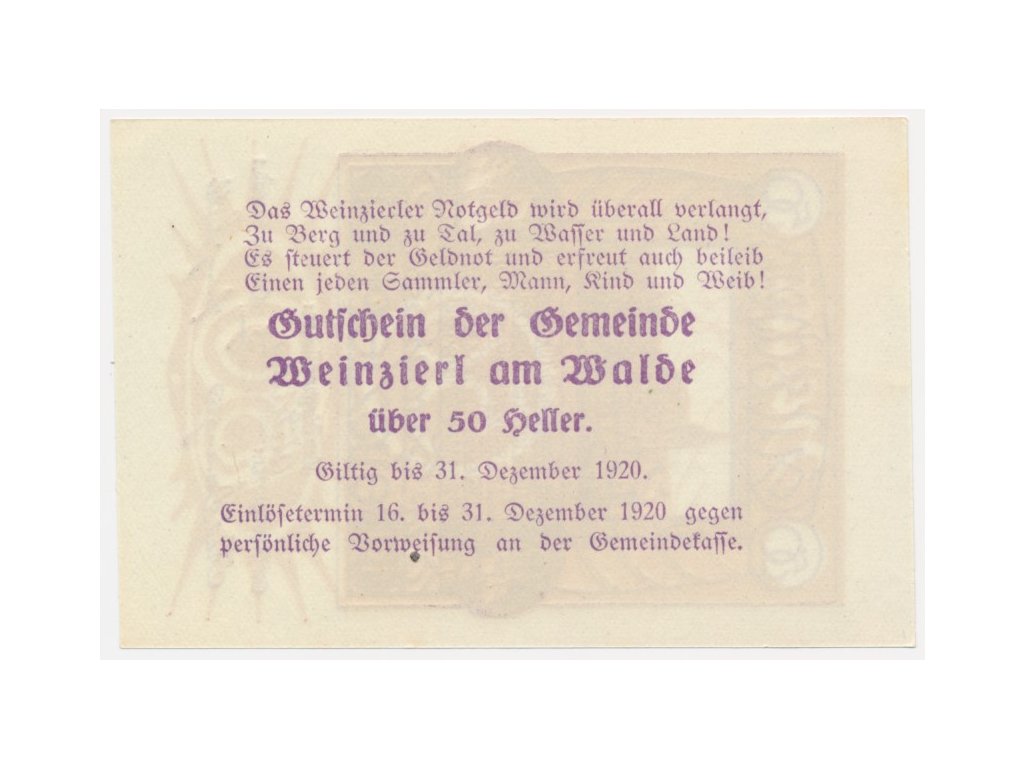 Das Weinzierler Notgeld wird überall verlangt,
Zu Berg und zu Tal, zu Wasser und Land!
Es steuert der Geldnot und erfreut auch beileib
Einen jeden Sammler, Mann, Kind und Weib!
Gutschein der Gemeinde
Weinzierl am Walde
über 50 Heller.
Giltig bis 31. Dezember 1920.
Einlösetermin 16. bis 31. Dezember 1920 gegen
persönliche Vorweisung an der Gemeindekasse.